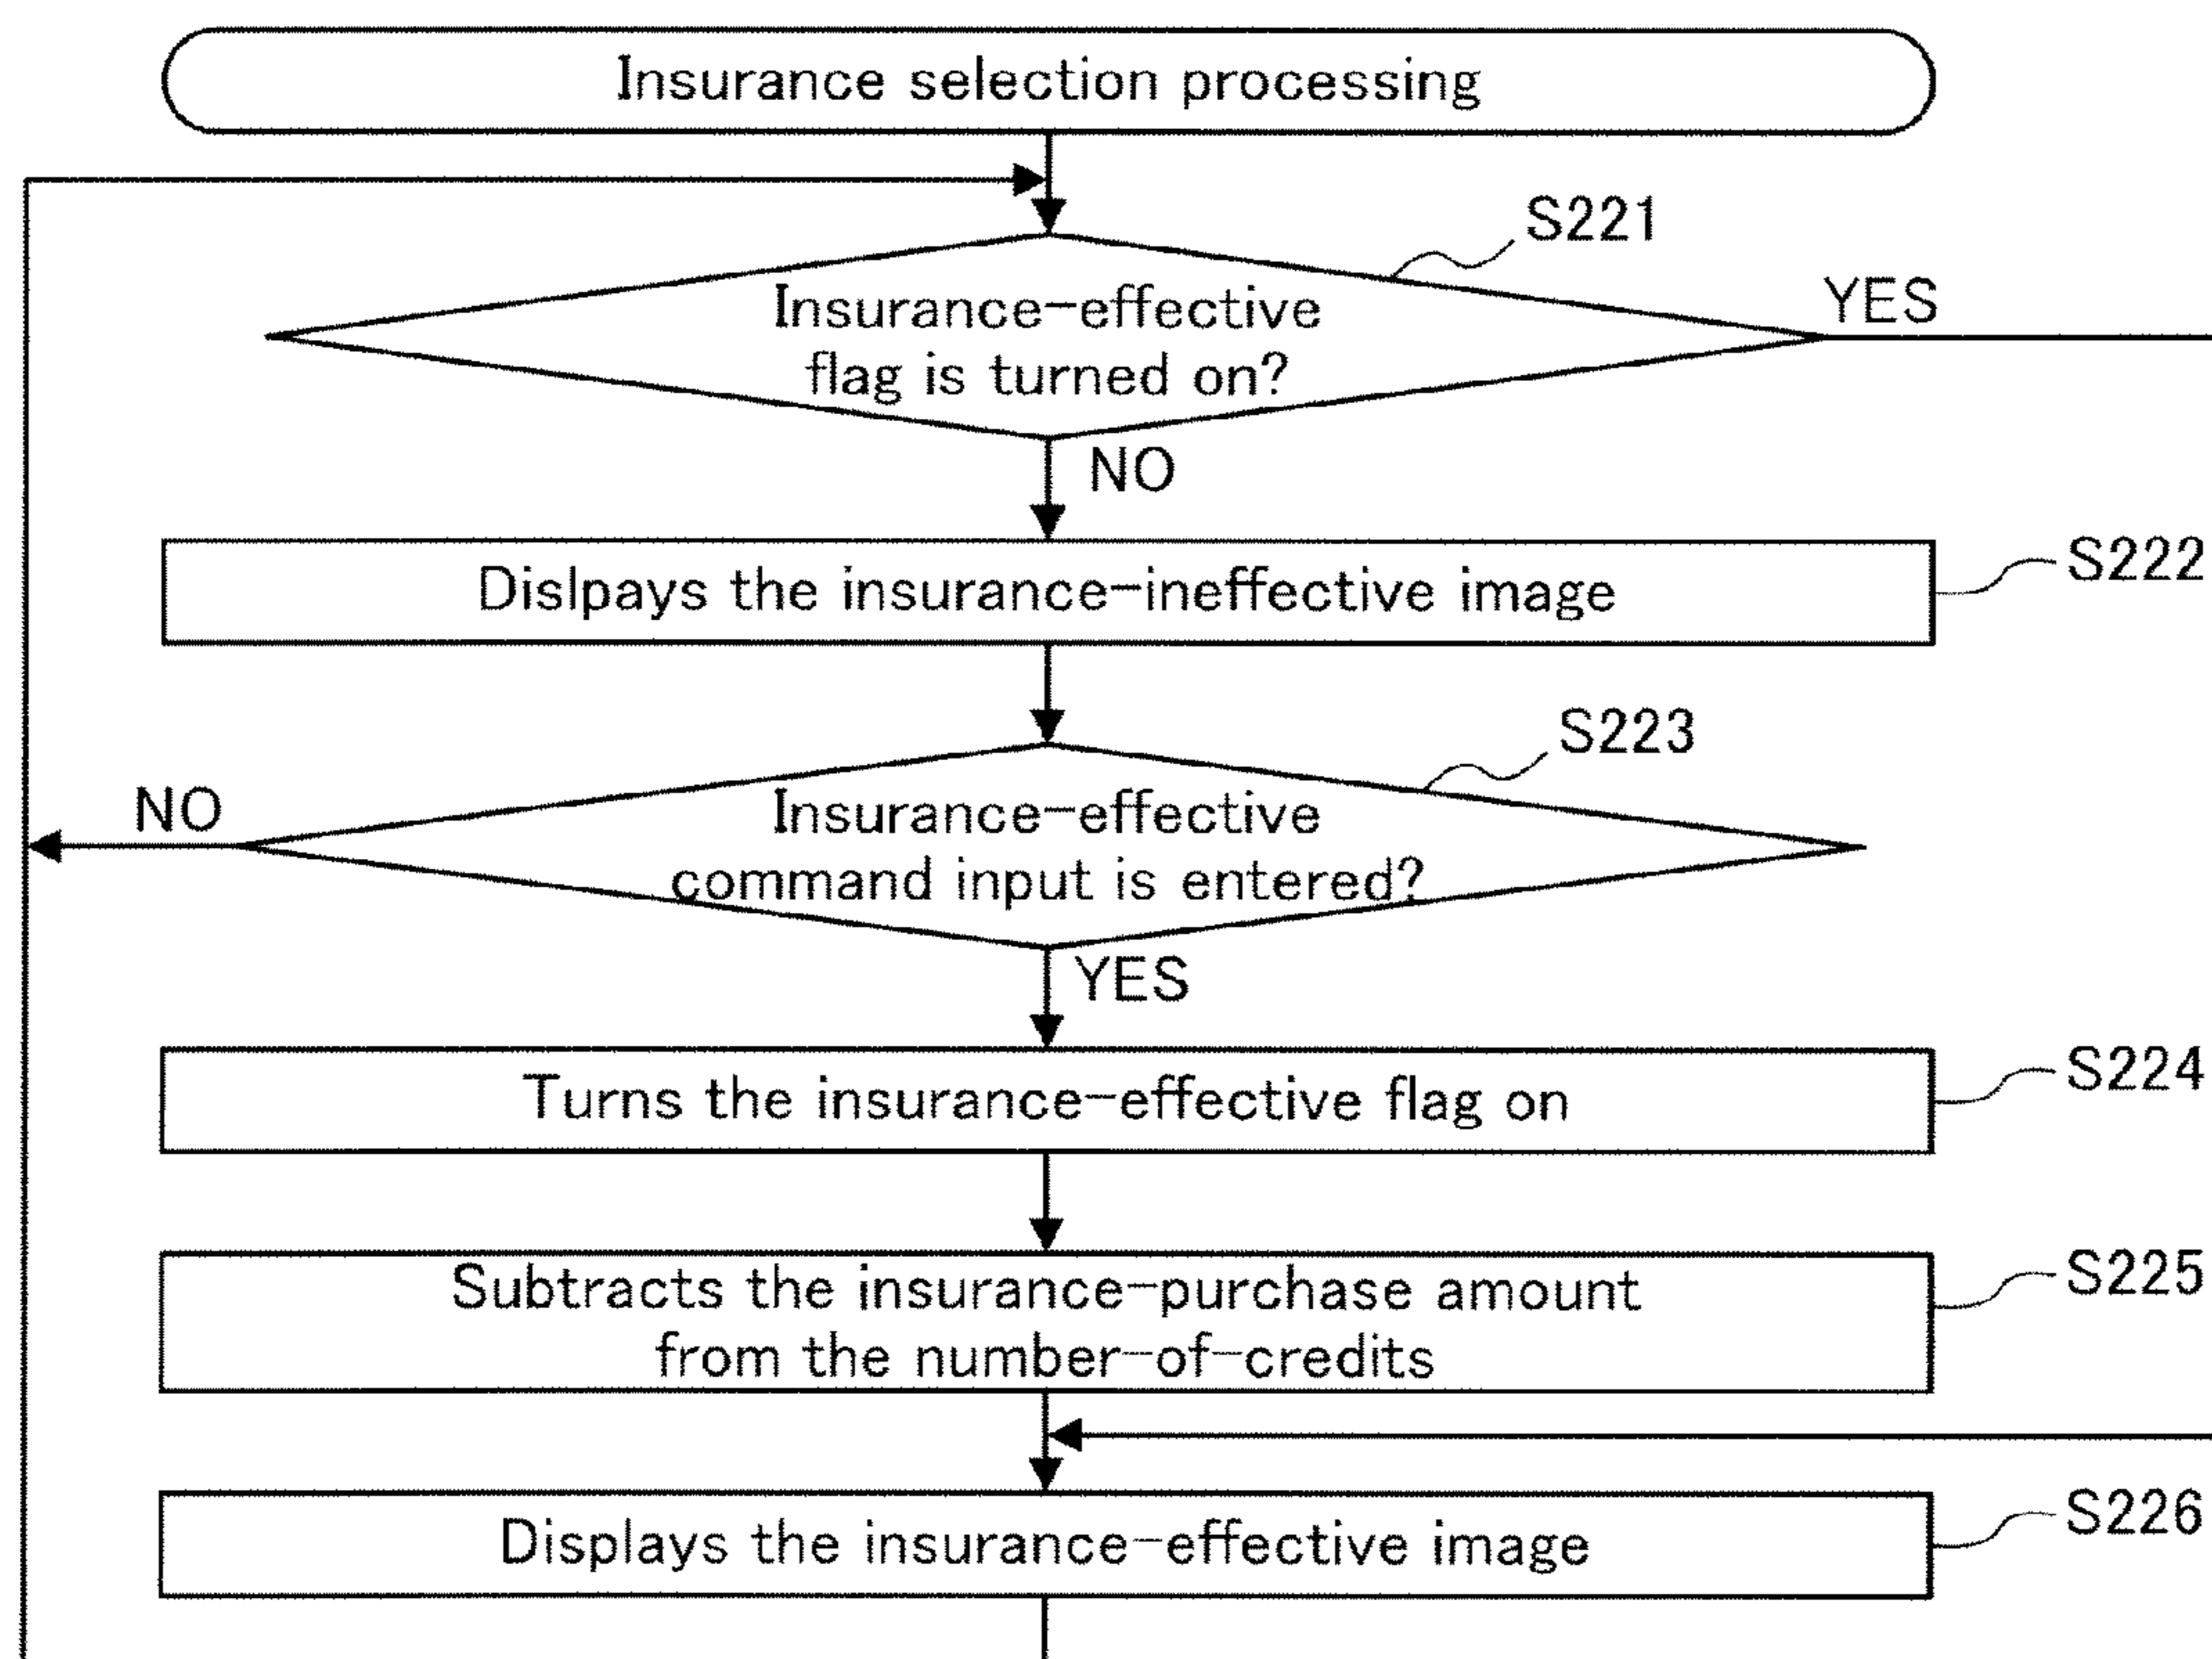 Insurance selection processing
S221
Insurance-effective
flag is turned on?
YES
NO
Dislpays the insurance-ineffective image
S222
S223
Insurance-effective
command input is entered?
NO
YES
Turns the insurance-effective flag on
S224
Subtracts the insurance-purchase amount
from the number-of-credits
S225
Displays the insurance-effective image
S226